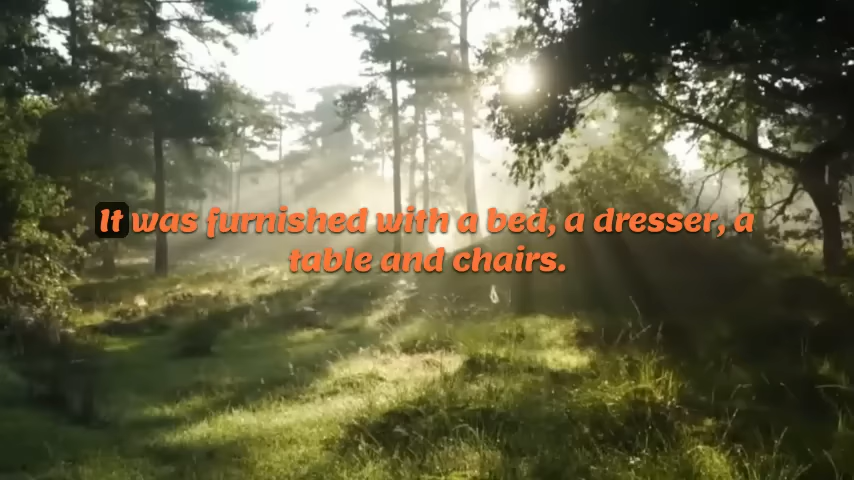 It was furnished with a bed, a dresser, a
table and chairs.